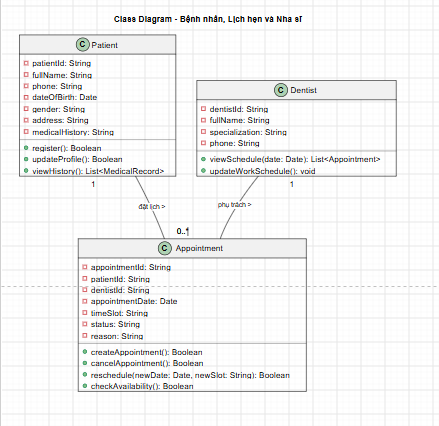 Class Diagram - Bệnh nhân, Lịch hẹn và Nha sĩ
C Patient
patientId: String
fullName: String
phone: String
dateOfBirth: Date
gender: String
address: String
medicalHistory: String
register(): Boolean
updateProfile(): Boolean
viewHistory(): List<MedicalRecord>
C Dentist
dentistId: String
fullName: String
specialization: String
phone: String
viewSchedule(date: Date): List<Appointment>
updateWorkSchedule(): void
1
1
đặt lịch >
phụ trách >
C Appointment
appointmentId: String
patientId: String
dentistId: String
appointmentDate: Date
timeSlot: String
status: String
reason: String
createAppointment(): Boolean
cancelAppointment(): Boolean
reschedule(newDate: Date, newSlot: String): Boolean
checkAvailability(): Boolean